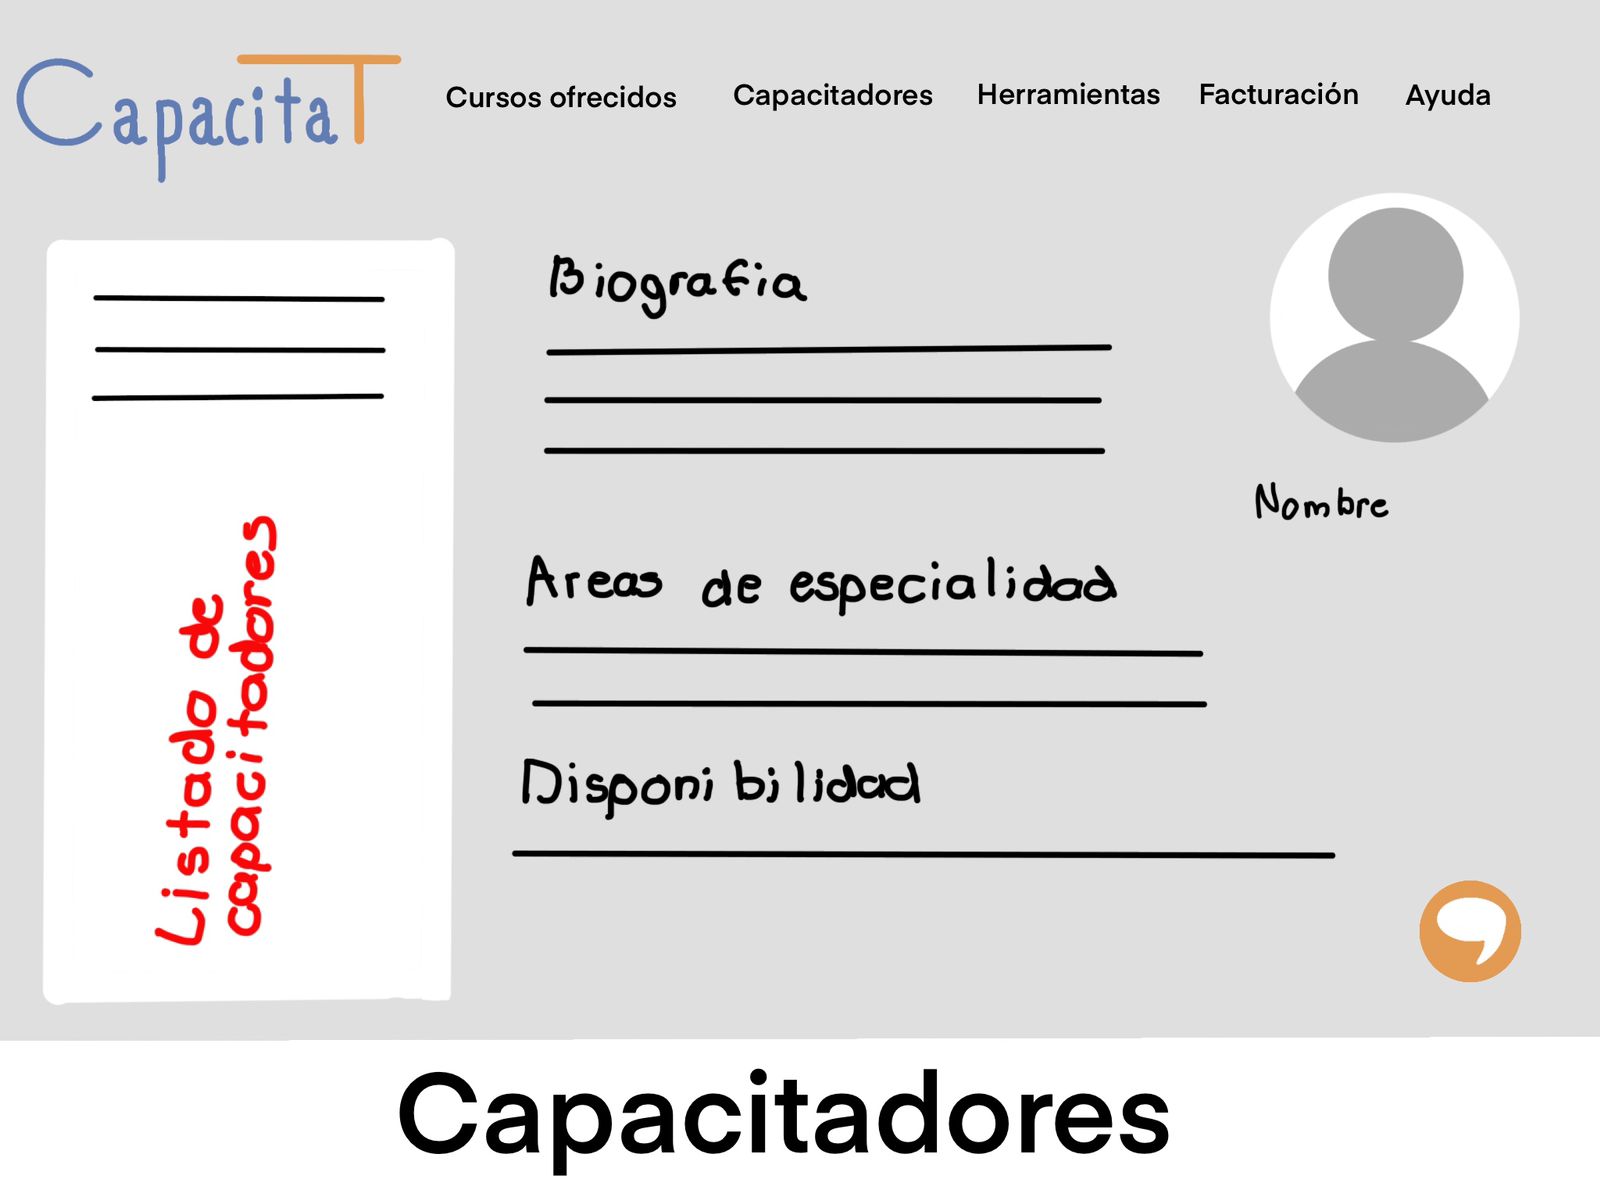 CapacitaT
Cursos ofrecidos
Capacitadores
Herramientas
Facturación
Ayuda
Listado de
capacitadores
Biografia
Nombre
Areas de especialidad
Disponibilidad
Capacitadores